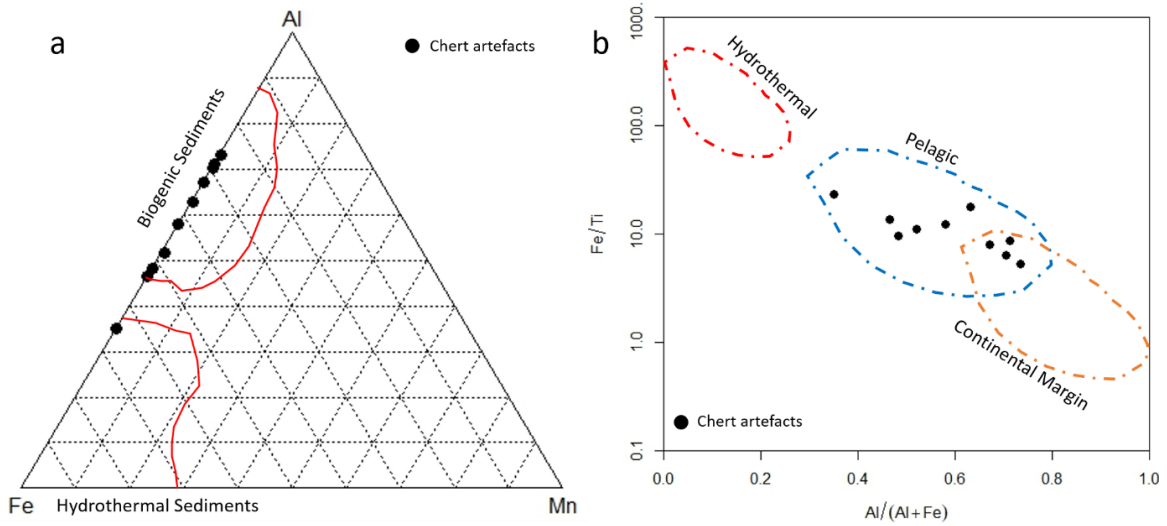 a
Al
Chert artefacts
Biogenic Sediments
Fe
Hydrothermal Sediments
Mn
b
1000.
100.0
10.0
1.0
0.1
Fe/Ti
Hydrothermal
Pelagic
Continental Margin
Chert artefacts
0.0 0.2 0.4 0.6 0.8 1.0
Al/(Al+Fe)